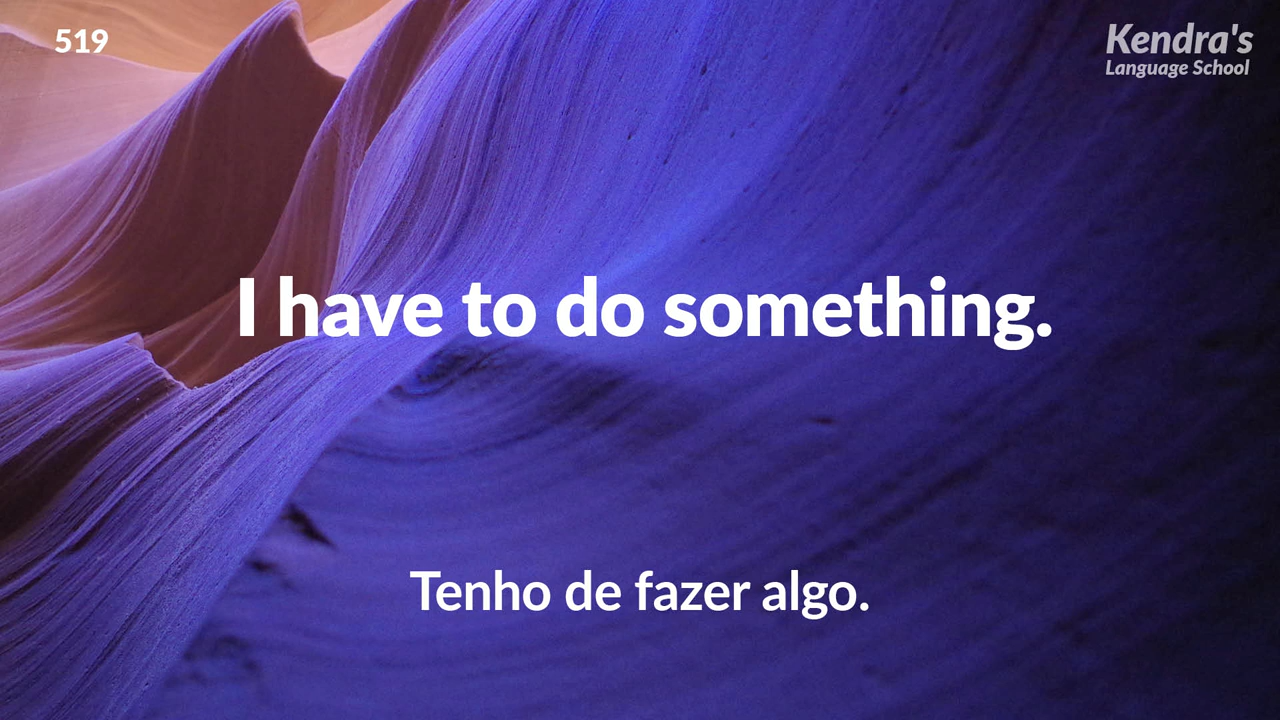 519
Kendra's
Language School
I have to do something.
Tenho de fazer algo.